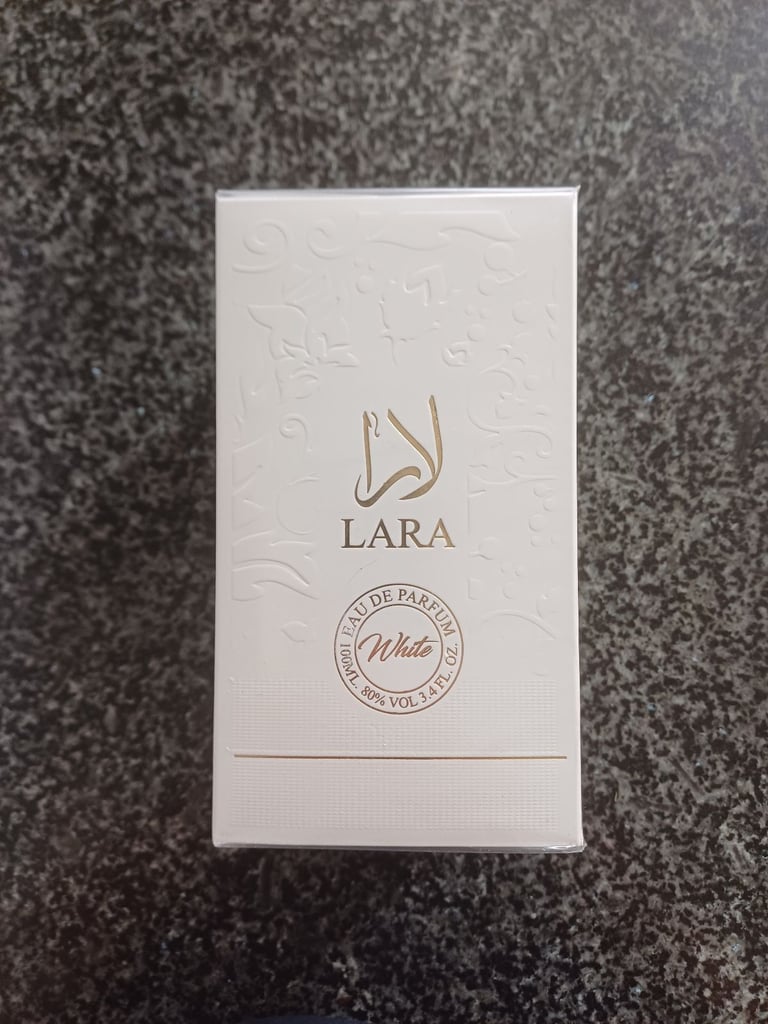 لارا
LARA
EAU DE PARFUM
White
100ML. 80% VOL 3.4 FL. OZ.